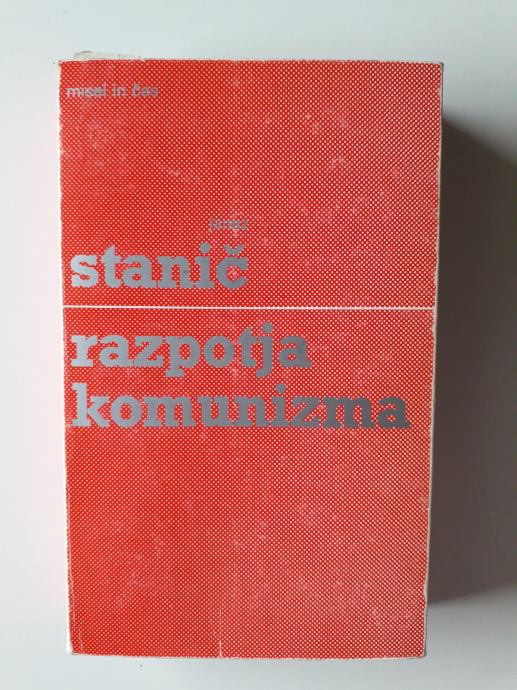 misel in čas
janez
stanič
razpotja
komunizma